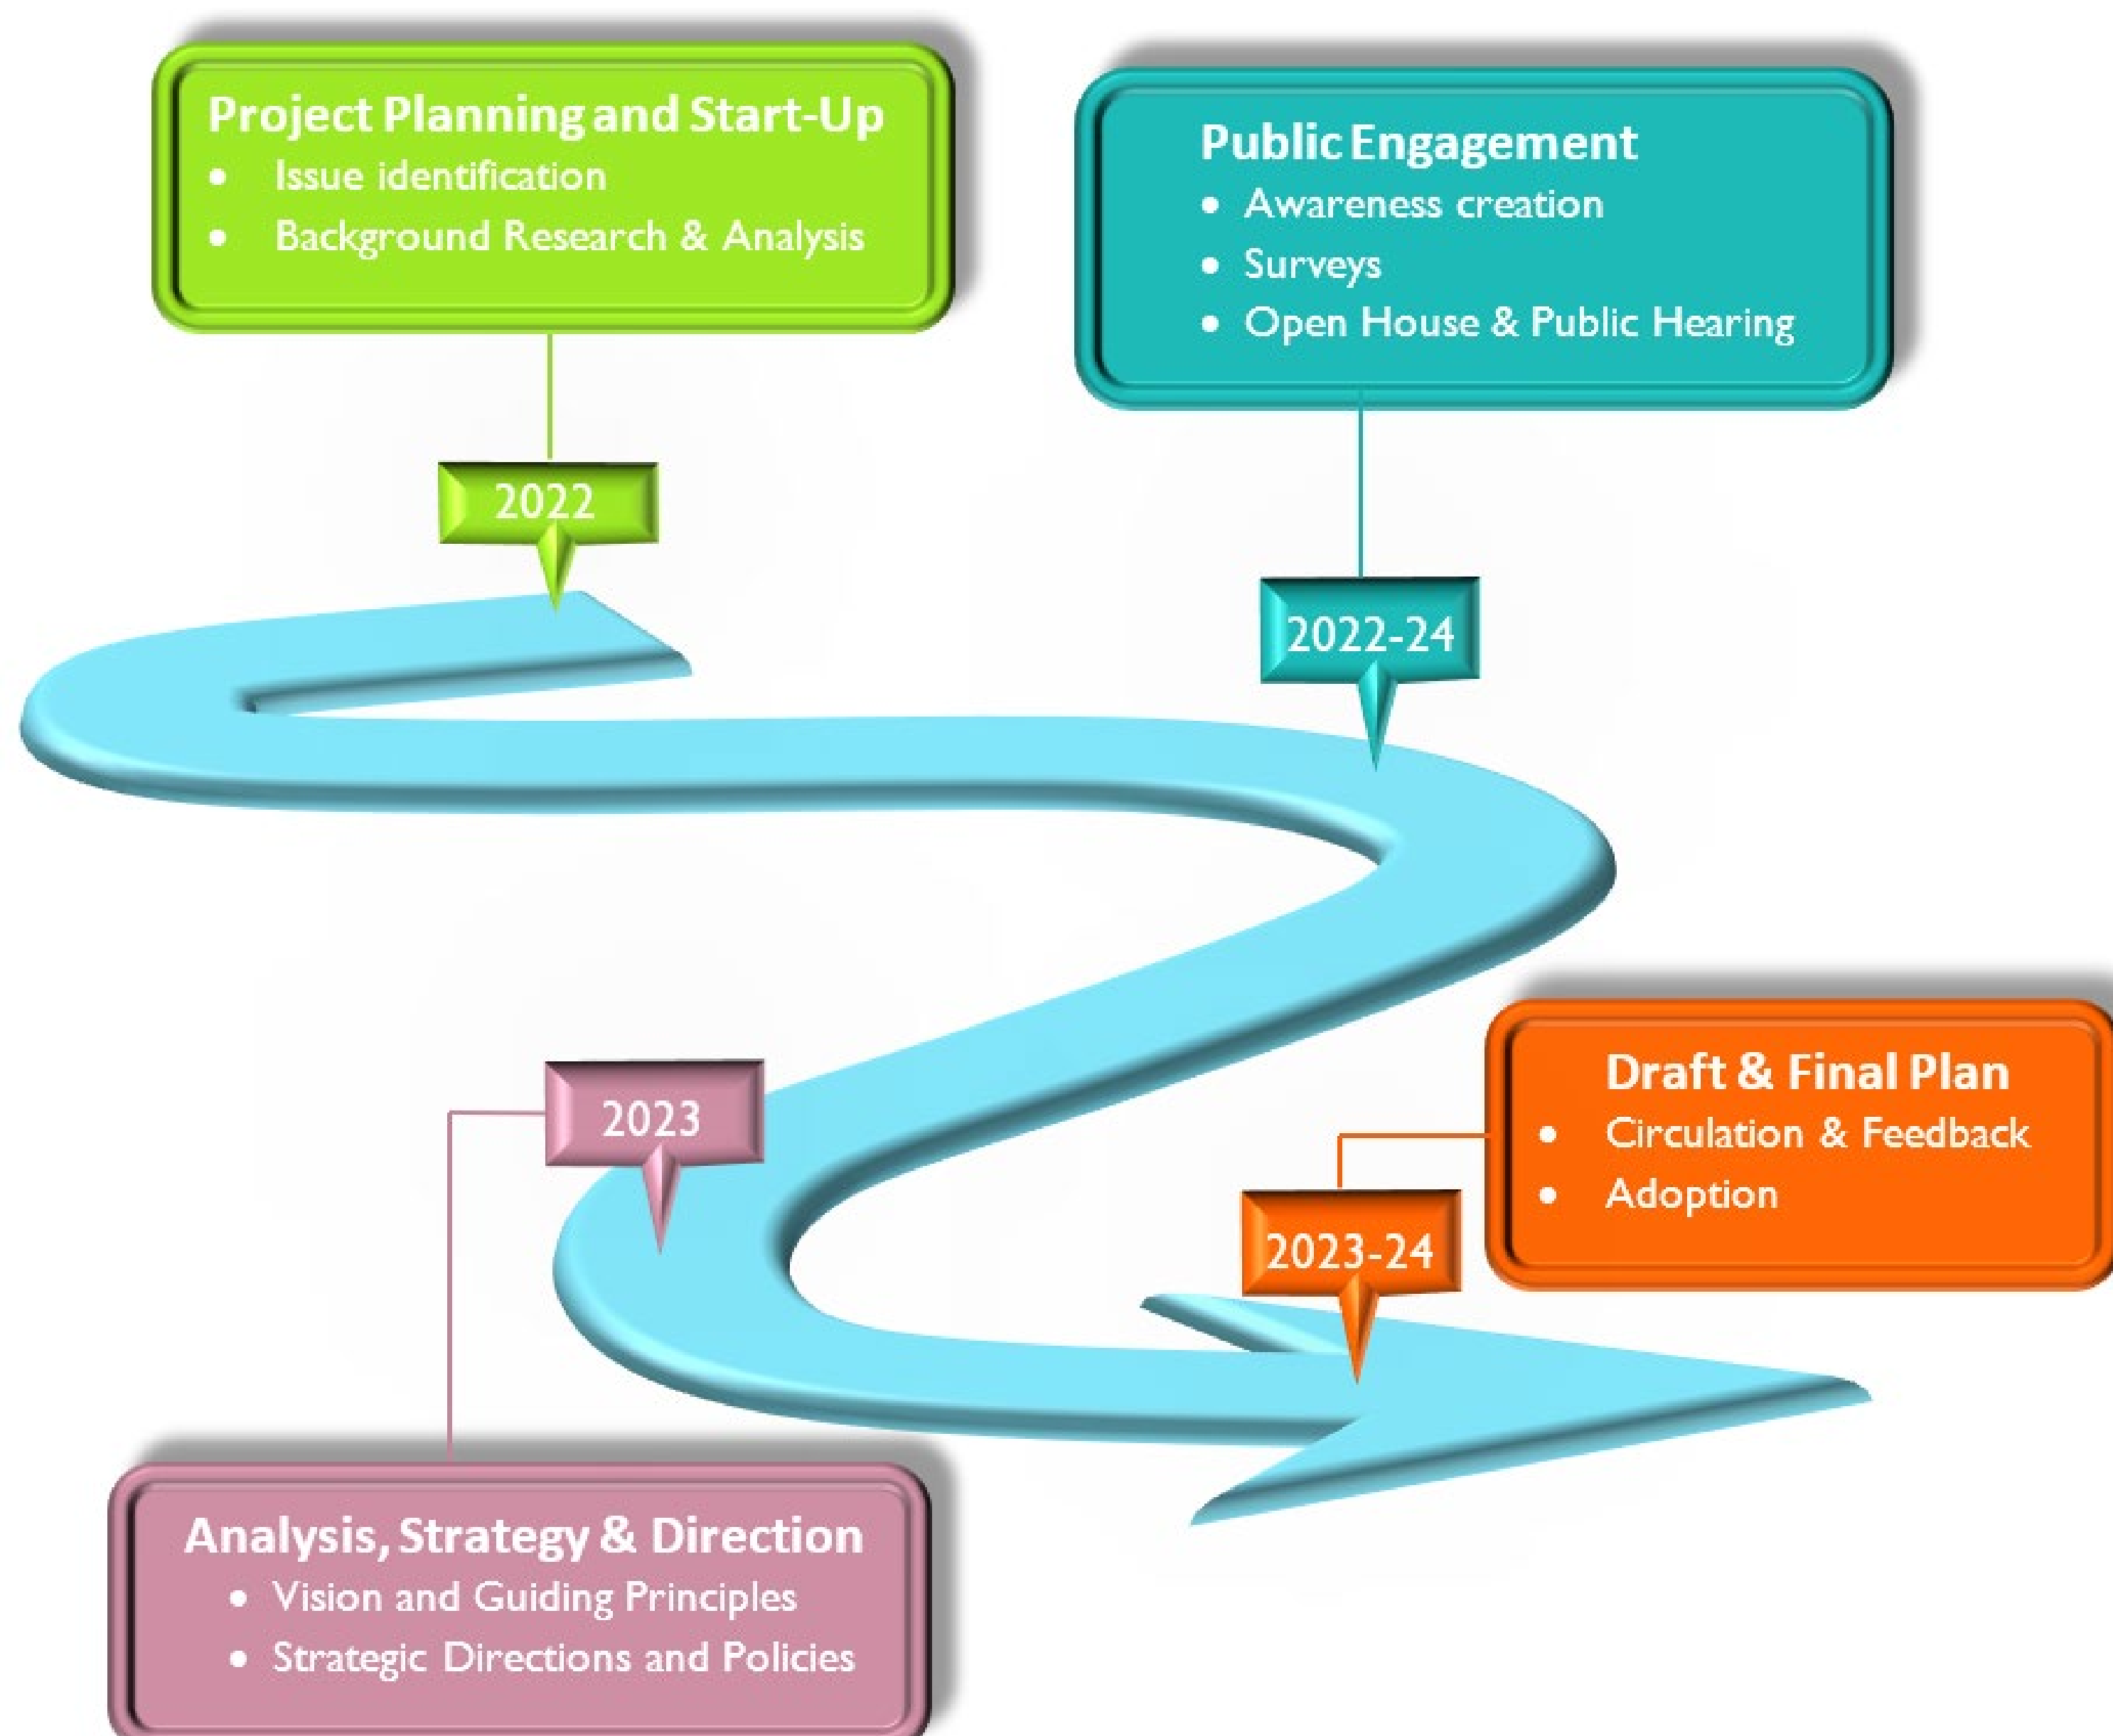 Project Planning and Start-Up
• Issue identification
• Background Research & Analysis
2022
Public Engagement
• Awareness creation
• Surveys
• Open House & Public Hearing
2022-24
2023
Analysis, Strategy & Direction
• Vision and Guiding Principles
• Strategic Directions and Policies
Draft & Final Plan
• Circulation & Feedback
• Adoption
2023-24